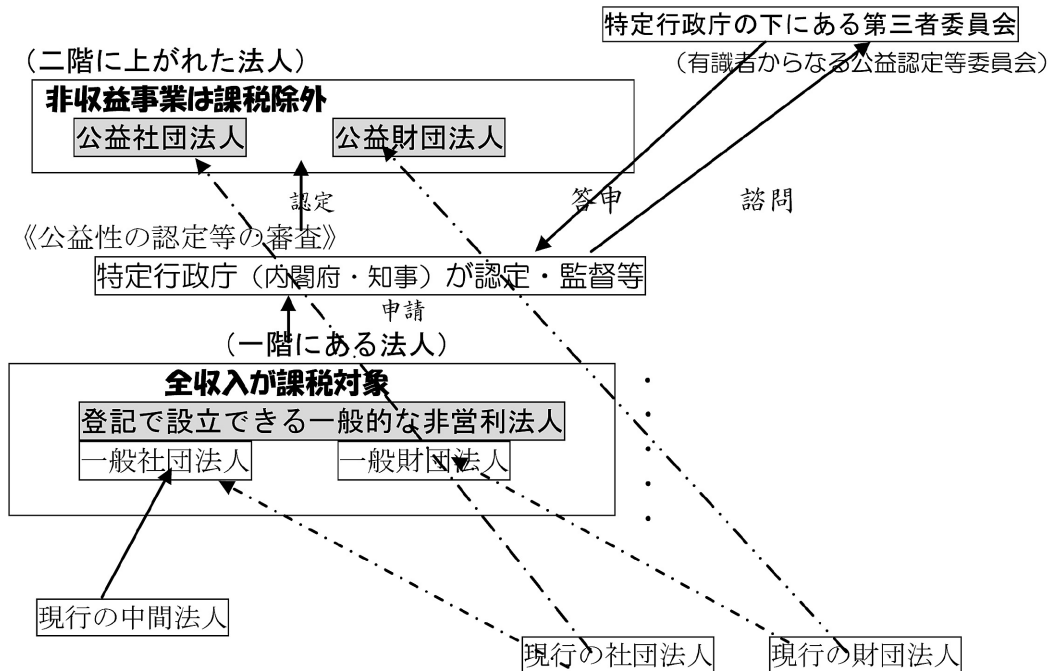 特定行政庁の下にある第三者委員会
(有識者からなる公益認定等委員会)
(二階に上がれた法人)
非収益事業は課税除外
公益社団法人
公益財団法人
認定
答申
諮問
《公益性の認定等の審査》
特定行政庁(内閣府・知事)が認定・監督等
申請
(一階にある法人)
全収入が課税対象
登記で設立できる一般的な非営利法人
一般社団法人
一般財団法人
現行の中間法人
現行の社団法人
現行の財団法人